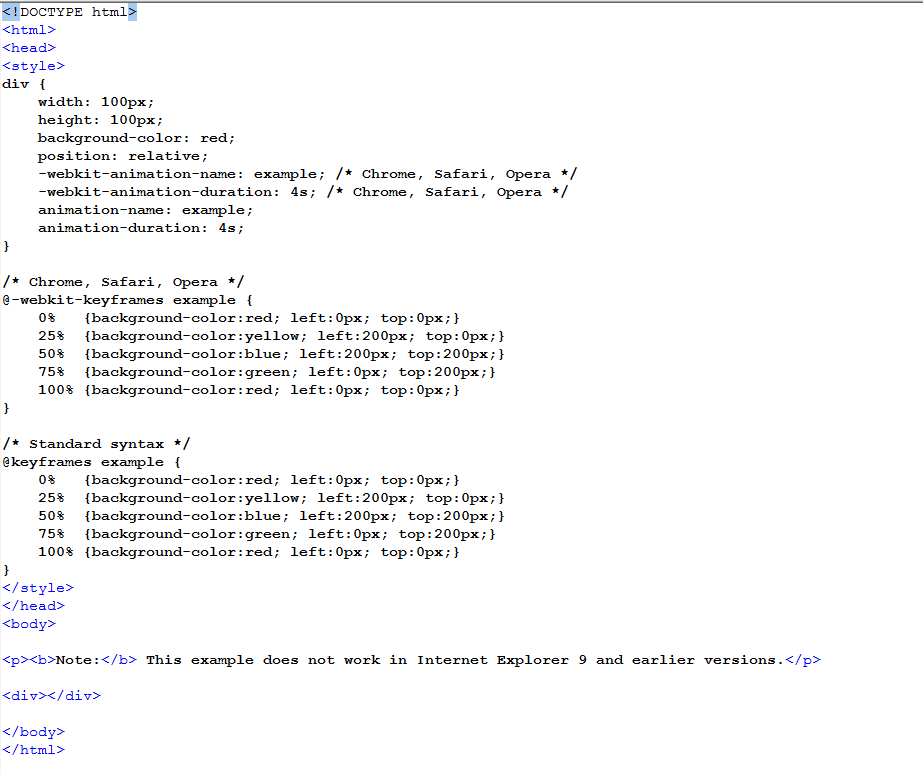 <!DOCTYPE html>
<html>
<head>
<style>
div {
    width: 100px;
    height: 100px;
    background-color: red;
    position: relative;
    -webkit-animation-name: example; /* Chrome, Safari, Opera */
    -webkit-animation-duration: 4s; /* Chrome, Safari, Opera */
    animation-name: example;
    animation-duration: 4s;
}

/* Chrome, Safari, Opera */
@-webkit-keyframes example {
    0%   {background-color:red; left:0px; top:0px;}
    25%  {background-color:yellow; left:200px; top:0px;}
    50%  {background-color:blue; left:200px; top:200px;}
    75%  {background-color:green; left:0px; top:200px;}
    100% {background-color:red; left:0px; top:0px;}
}

/* Standard syntax */
@keyframes example {
    0%   {background-color:red; left:0px; top:0px;}
    25%  {background-color:yellow; left:200px; top:0px;}
    50%  {background-color:blue; left:200px; top:200px;}
    75%  {background-color:green; left:0px; top:200px;}
    100% {background-color:red; left:0px; top:0px;}
}
</style>
</head>
<body>

<p><b>Note:</b> This example does not work in Internet Explorer 9 and earlier versions.</p>

<div></div>

</body>
</html>